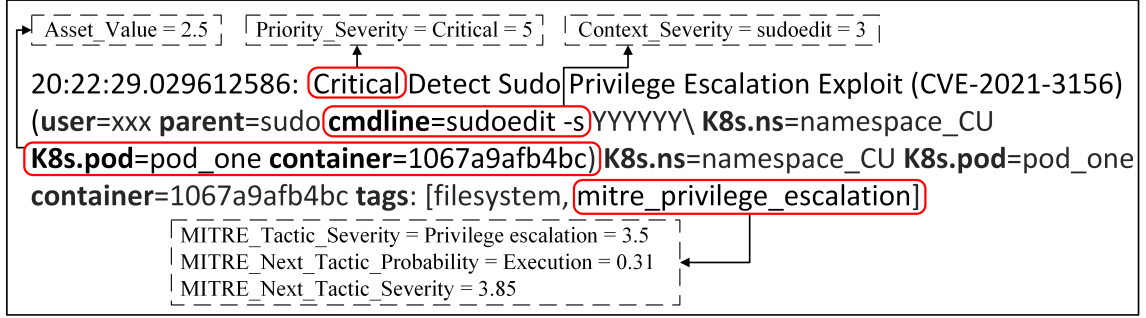 Asset_Value = 2.5 Priority_Severity = Critical = 5 Context_Severity = sudoedit = 3
20:22:29.029612586: Critical Detect Sudo Privilege Escalation Exploit (CVE-2021-3156)
(user=xxx parent=sudo cmdline=sudoedit -s YYYYYY\ K8s.ns=namespace_CU
K8s.pod=pod_one container=1067a9afb4bc) K8s.ns=namespace_CU K8s.pod=pod_one
container=1067a9afb4bc tags: [filesystem, mitre_privilege_escalation]
MITRE_Tactic_Severity = Privilege escalation = 3.5
MITRE_Next_Tactic_Probability = Execution = 0.31
MITRE_Next_Tactic_Severity = 3.85